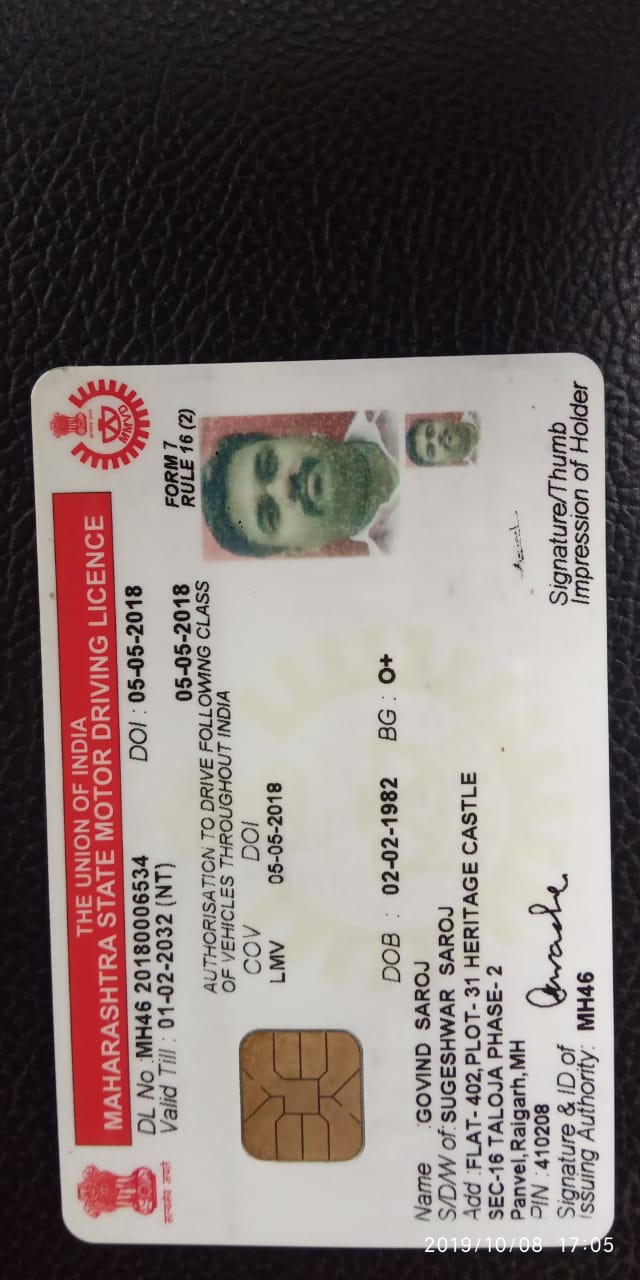 THE UNION OF INDIA
MAHARASHTRA STATE MOTOR DRIVING LICENCE
DL No :MH46 20180006534 DOI : 05-05-2018
Valid Till : 01-02-2032 (NT) 05-05-2018
FORM 7
RULE 16 (2)
AUTHORISATION TO DRIVE FOLLOWING CLASS
OF VEHICLES THROUGHOUT INDIA
COV DOI
LMV 05-05-2018
DOB : 02-02-1982 BG : O+
Name :GOVIND SAROJ
S/D/W of:SUGESHWAR SAROJ
Add :FLAT- 402,PLOT- 31 HERITAGE CASTLE
SEC-16 TALOJA PHASE- 2
Panvel,Raigarh,MH
PIN :410208
Signature & ID of
Issuing Authority: MH46
Signature/Thumb
Impression of Holder
MMVD
सत्यमेव जयते
2019/10/08 17:05